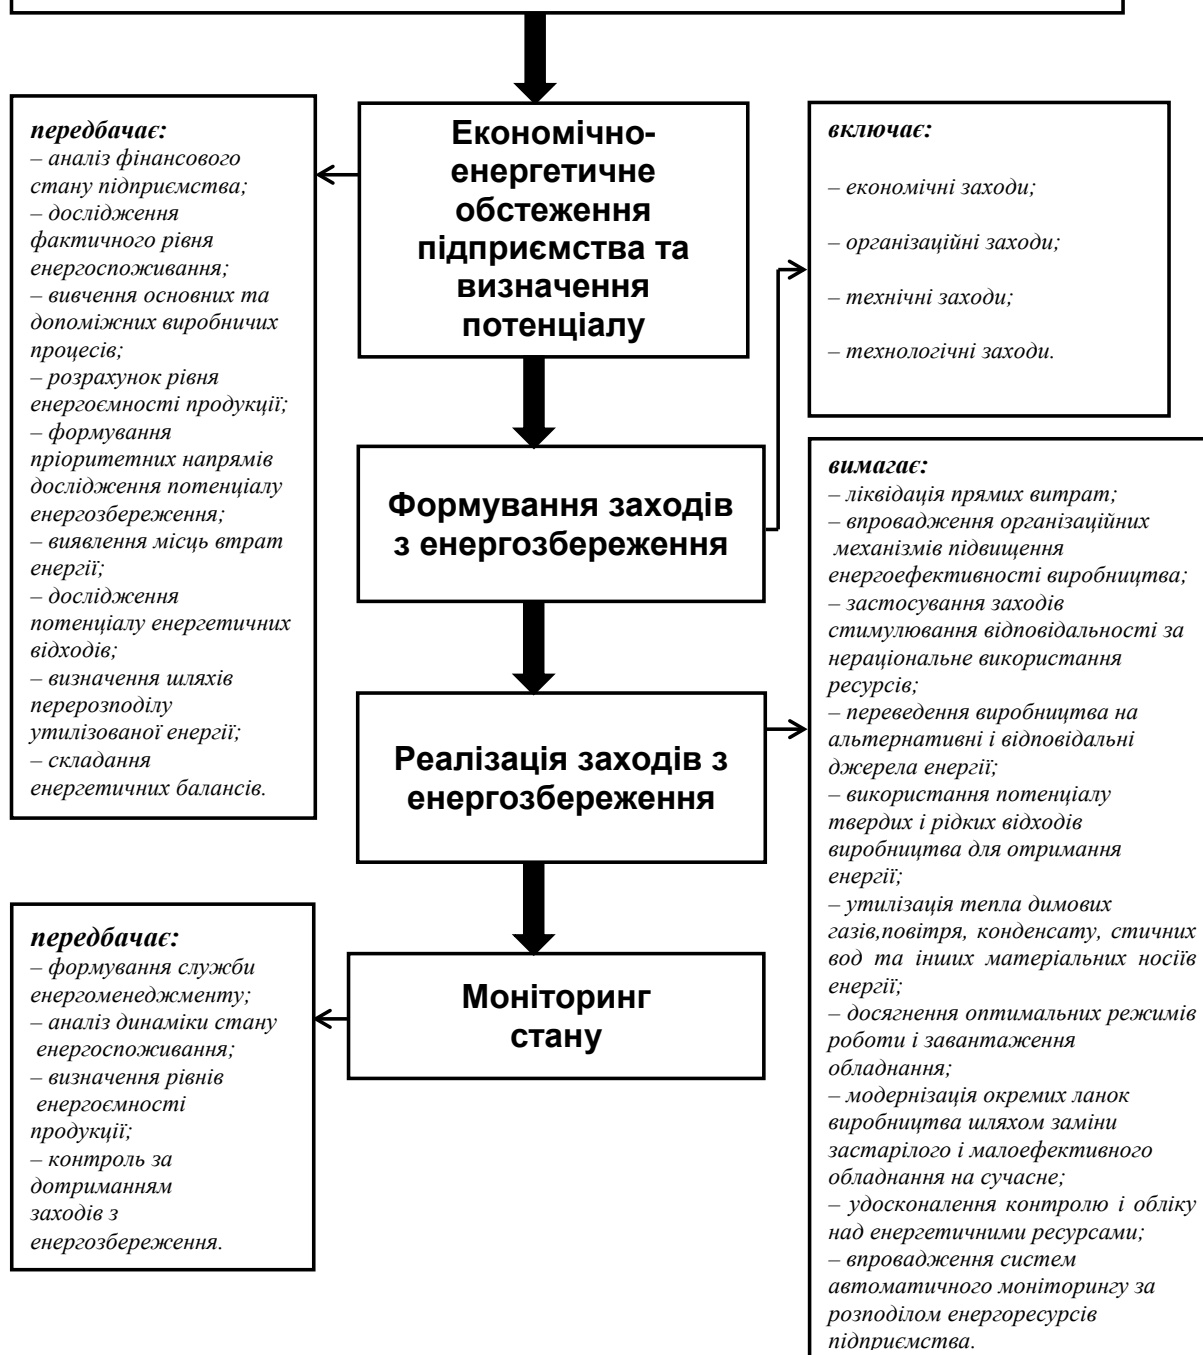 передбачає:
– аналіз фінансового
стану підприємства;
– дослідження
фактичного рівня
енергоспоживання;
– вивчення основних та
допоміжних виробничих
процесів;
– розрахунок рівня
енергоємності продукції;
– формування
пріоритетних напрямів
дослідження потенціалу
енергозбереження;
– виявлення місць втрат
енергії;
– дослідження
потенціалу енергетичних
відходів;
– визначення шляхів
перерозподілу
утилізованої енергії;
– складання
енергетичних балансів.
Економічно-
енергетичне
обстеження
підприємства та
визначення
потенціалу
включає:
– економічні заходи;
– організаційні заходи;
– технічні заходи;
– технологічні заходи.
Формування заходів
з енергозбереження
Реалізація заходів з
енергозбереження
вимагає:
– ліквідація прямих витрат;
– впровадження організаційних
механізмів підвищення
енергоефективності виробництва;
– застосування заходів
стимулювання відповідальності за
нераціональне використання
ресурсів;
– переведення виробництва на
альтернативні і відповідальні
джерела енергії;
– використання потенціалу
твердих і рідких відходів
виробництва для отримання
енергії;
– утилізація тепла димових
газів,повітря, конденсату, стичних
вод та інших матеріальних носіїв
енергії;
– досягнення оптимальних режимів
роботи і завантаження
обладнання;
– модернізація окремих ланок
виробництва шляхом заміни
застарілого і малоефективного
обладнання на сучасне;
– удосконалення контролю і обліку
над енергетичними ресурсами;
– впровадження систем
автоматичного моніторингу за
розподілом енергоресурсів
підприємства.
передбачає:
– формування служби
енергоменеджменту;
– аналіз динаміки стану
енергоспоживання;
– визначення рівнів
енергоємності
продукції;
– контроль за
дотриманням
заходів з
енергозбереження.
Моніторинг
стану